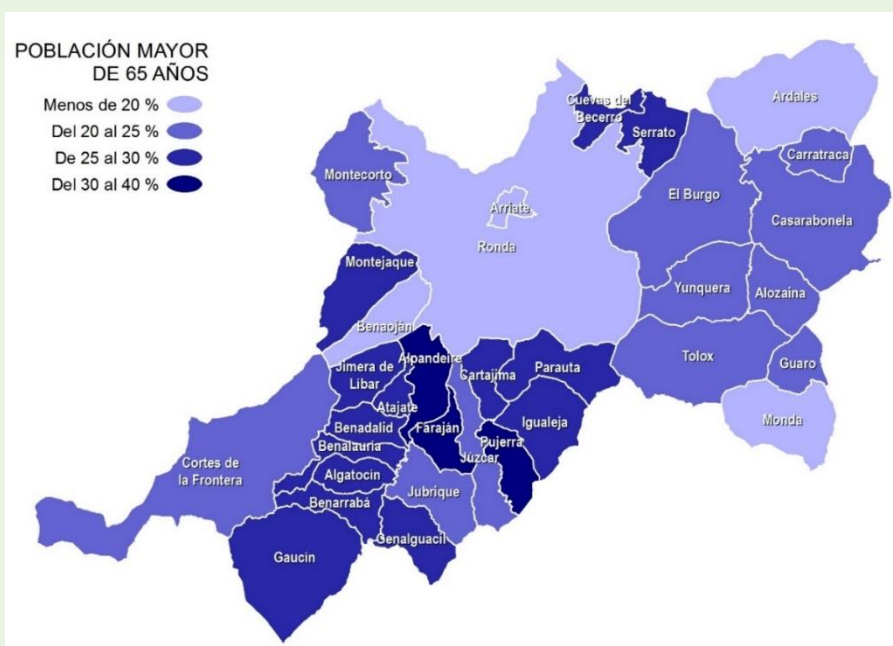 POBLACIÓN MAYOR
DE 65 AÑOS
Menos de 20 %
Del 20 al 25 %
De 25 al 30 %
Del 30 al 40 %
Cuevas del
Becerro
Serrato
Ardales
Carratraca
Montecorto
El Burgo
Casarabonela
Arriate
Ronda
Montejaque
Yunquera
Alozaína
Benaoján
Tolox
Guaro
Jimera de
Líbar
Alpandeire
Cartajima
Parauta
Monda
Atajate
Benadalid
Faraján
Igualeja
Pujerra
Benalauría
Júzcar
Cortes de
la Frontera
Algatocín
Jubrique
Benarrabá
Genalguacil
Gaucín